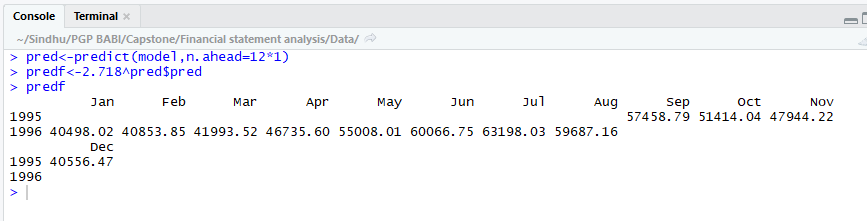 Console Terminal ×
~/Sindhu/PGP BABI/Capstone/Financial statement analysis/Data/
> pred<-predict(model,n.ahead=12*1)
> predf<-2.718^pred$pred
> predf
Jan Feb Mar Apr May Jun Jul Aug Sep Oct Nov
1995 57458.79 51414.04 47944.22
1996 40498.02 40853.85 41993.52 46735.60 55008.01 60066.75 63198.03 59687.16
Dec
1995 40556.47
1996
>